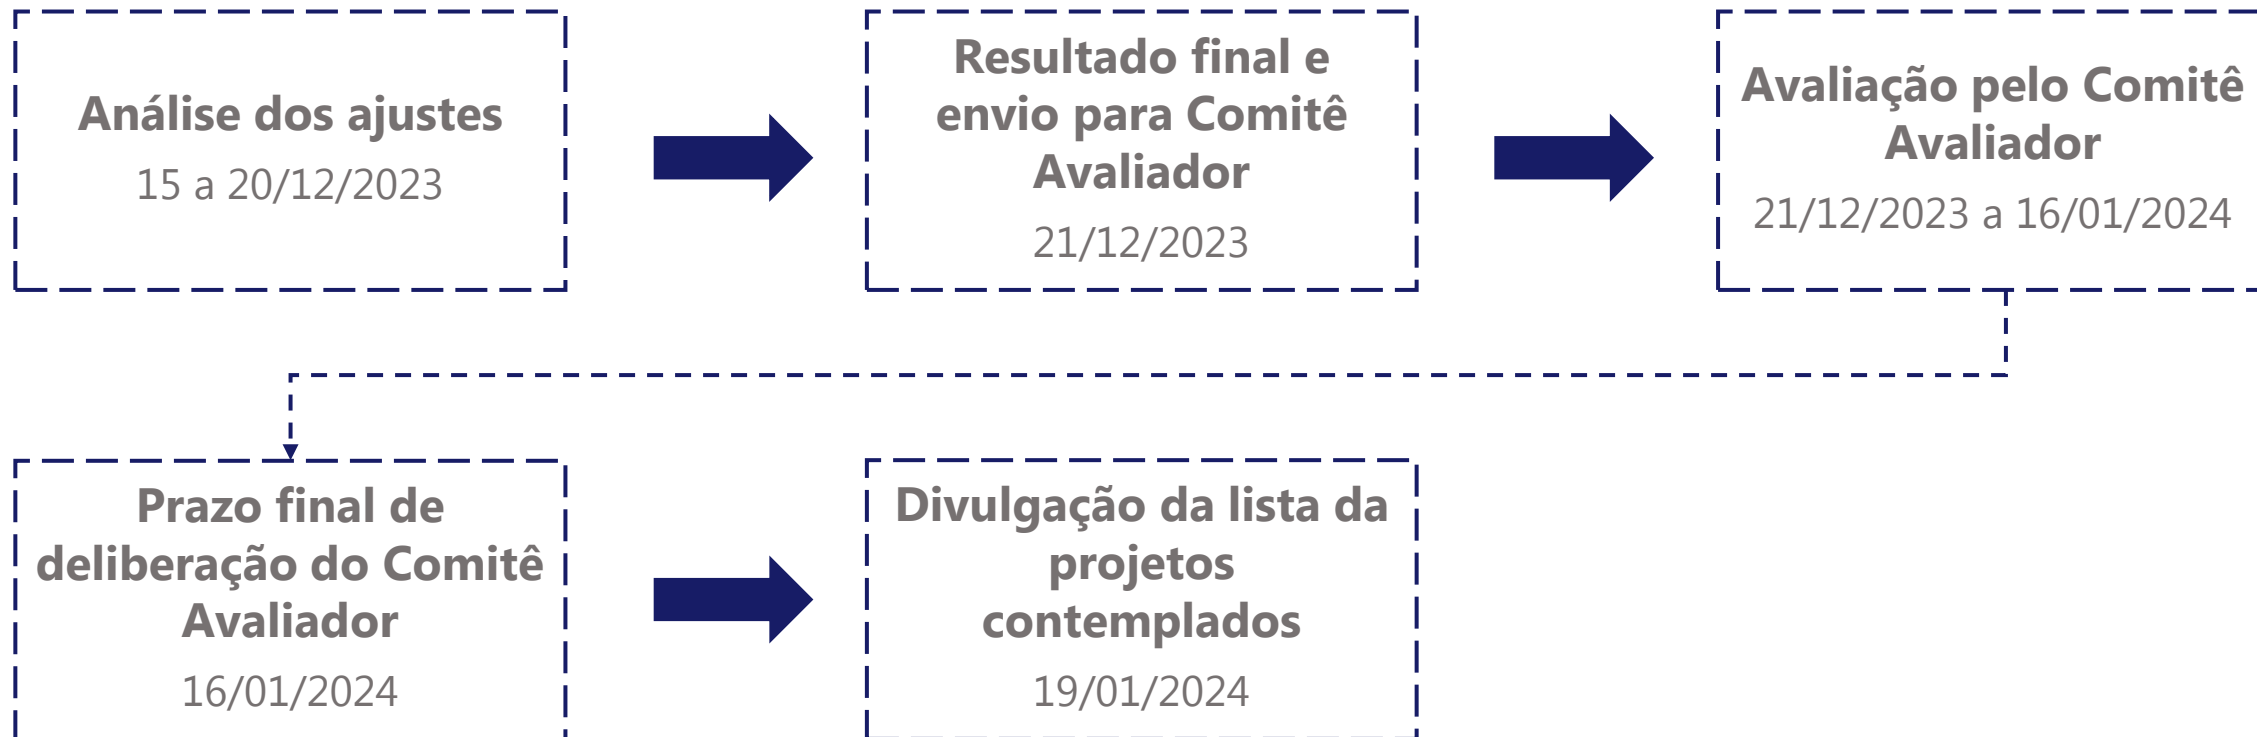 Análise dos ajustes
15 a 20/12/2023
Resultado final e
envio para Comitê
Avaliador
21/12/2023
Avaliação pelo Comitê
Avaliador
21/12/2023 a 16/01/2024
Prazo final de
deliberação do Comitê
Avaliador
16/01/2024
Divulgação da lista da
projetos
contemplados
19/01/2024